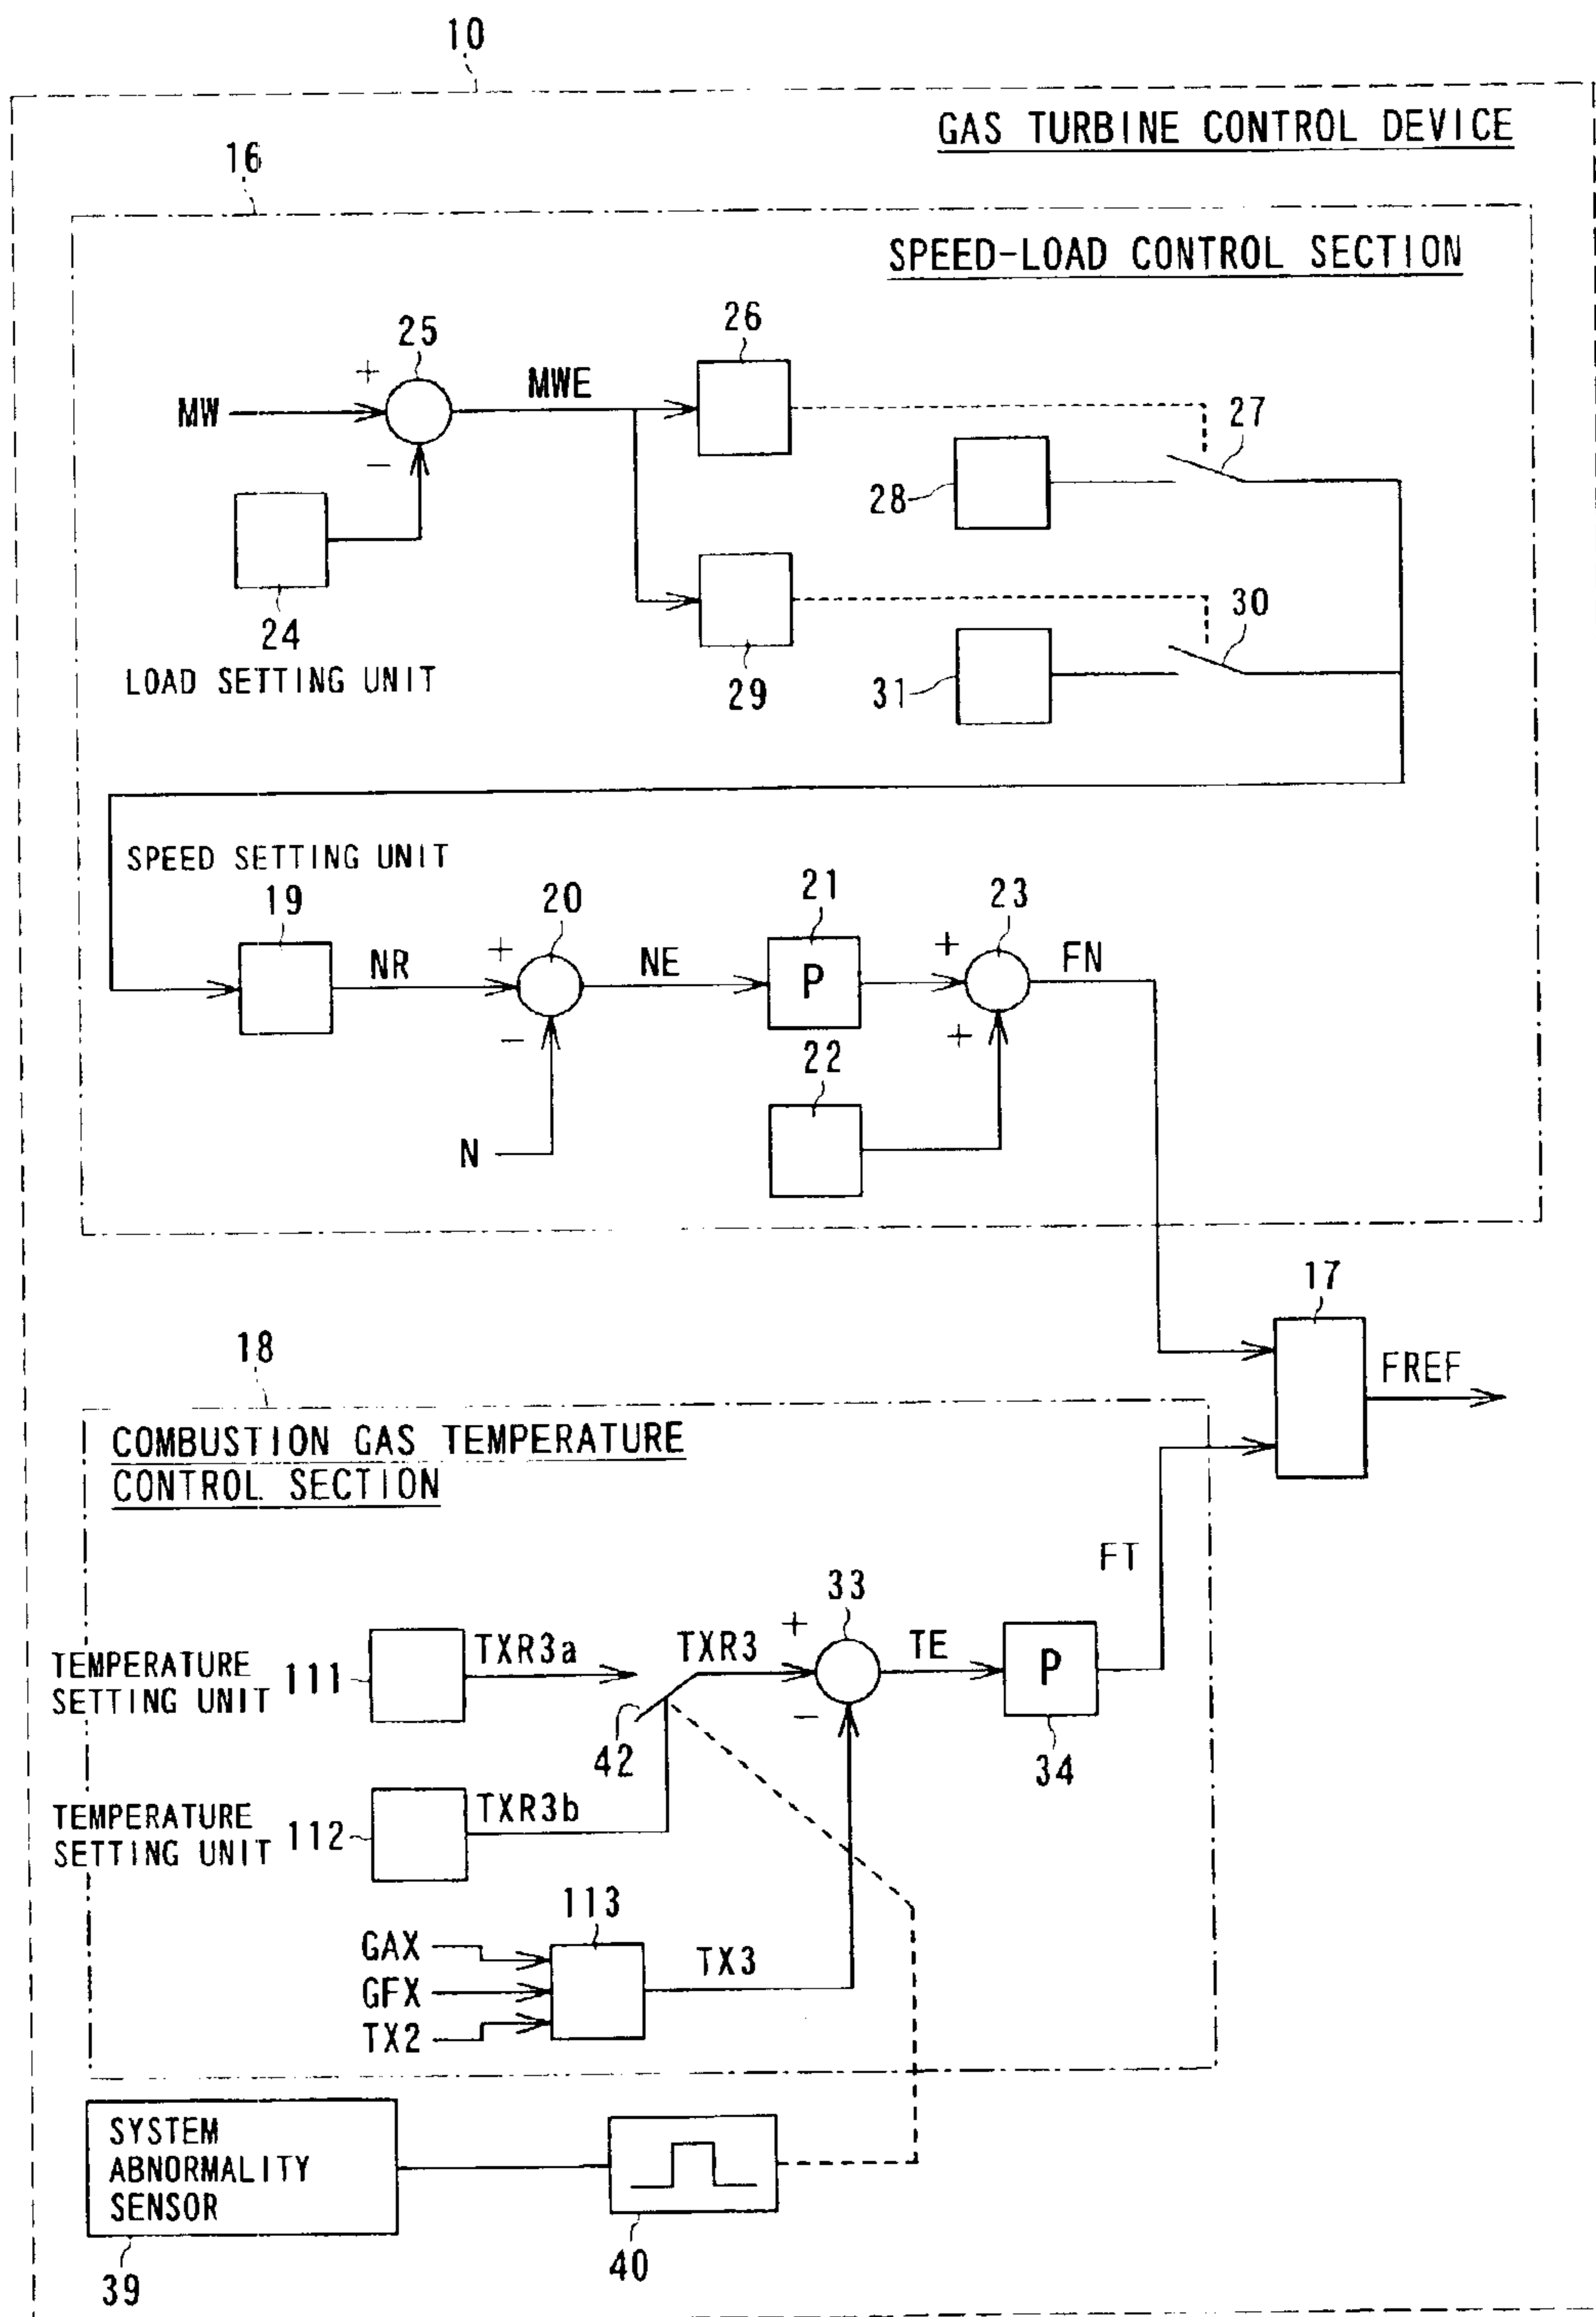 10
GAS TURBINE CONTROL DEVICE
16
SPEED-LOAD CONTROL SECTION
25
26
+
MWE
27
MW
−
28
24
30
LOAD SETTING UNIT
29
31
SPEED SETTING UNIT
19
20
21
23
+
+
NR
NE
P
FN
−
+
22
N
17
18
FREF
COMBUSTION GAS TEMPERATURE
CONTROL SECTION
FT
33
+
TEMPERATURE
SETTING UNIT
111
TXR3a
TXR3
TE
P
−
42
34
TEMPERATURE
SETTING UNIT
112
TXR3b
113
GAX
GFX
TX2
TX3
SYSTEM
ABNORMALITY
SENSOR
40
39